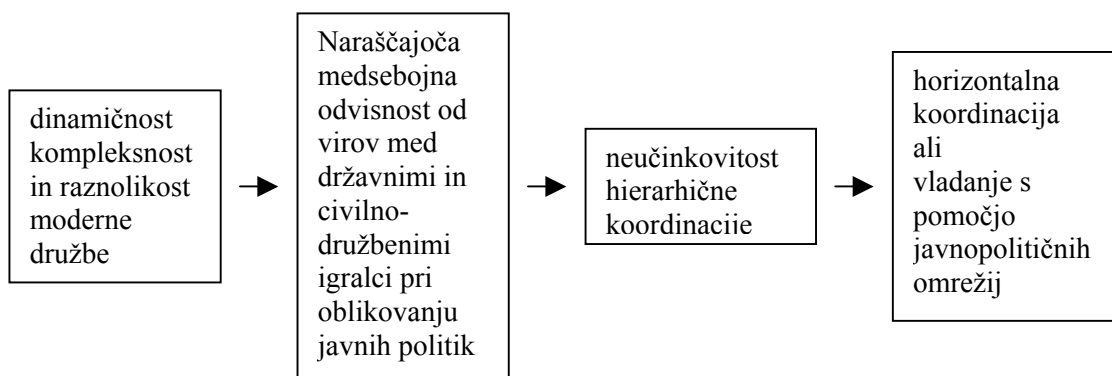 dinamičnost
kompleksnost
in raznolikost
moderne
družbe
Naraščajoča
medsebojna
odvisnost od
virov med
državnimi in
civilno-
družbenimi
igralci pri
oblikovanju
javnih politik
neučinkovitost
hierarhične
koordinacije
horizontalna
koordinacija
ali
vladanje s
pomočjo
javnopolitičnih
omrežij